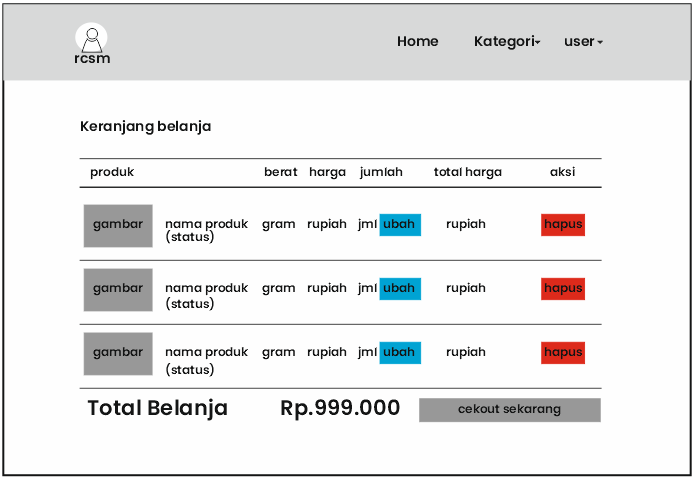 rcsm
Home Kategori user
Keranjang belanja
produk berat harga jumlah total harga aksi
gambar nama produk gram rupiah jml ubah rupiah hapus
(status)
gambar nama produk gram rupiah jml ubah rupiah hapus
(status)
gambar nama produk gram rupiah jml ubah rupiah hapus
(status)
Total Belanja Rp.999.000 cekout sekarang